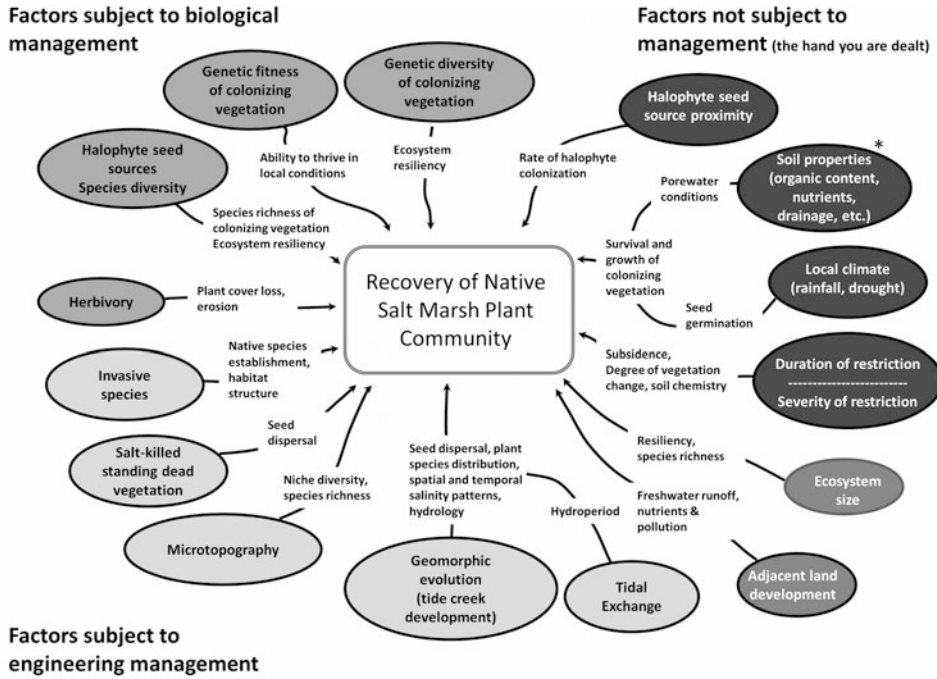 Factors subject to biological
management
Factors not subject to
management (the hand you are dealt)
Genetic fitness
of colonizing
vegetation
Genetic diversity
of colonizing
vegetation
Halophyte seed
source proximity
Halophyte seed
sources
Species diversity
Ability to thrive in
local conditions
Ecosystem
resiliency
Rate of halophyte
colonization
*
Soil properties
(organic content,
nutrients,
drainage, etc.)
Porewater
conditions
Species richness of
colonizing vegetation
Ecosystem resiliency
Survival and
growth of
colonizing
vegetation
Recovery of Native
Salt Marsh Plant
Community
Local climate
(rainfall, drought)
Seed
germination
Herbivory
Plant cover loss,
erosion
Native species
establishment,
habitat
structure
Invasive
species
Subsidence,
Degree of vegetation
change, soil chemistry
Duration of restriction
--------------------------
Severity of restriction
Seed
dispersal
Salt-killed
standing dead
vegetation
Niche diversity,
species richness
Seed dispersal, plant
species distribution,
spatial and temporal
salinity patterns,
hydrology
Resiliency,
species richness
Ecosystem
size
Microtopography
Hydroperiod
Freshwater runoff,
nutrients &
pollution
Geomorphic
evolution
(tide creek
development)
Tidal
Exchange
Adjacent land
development
Factors subject to
engineering management